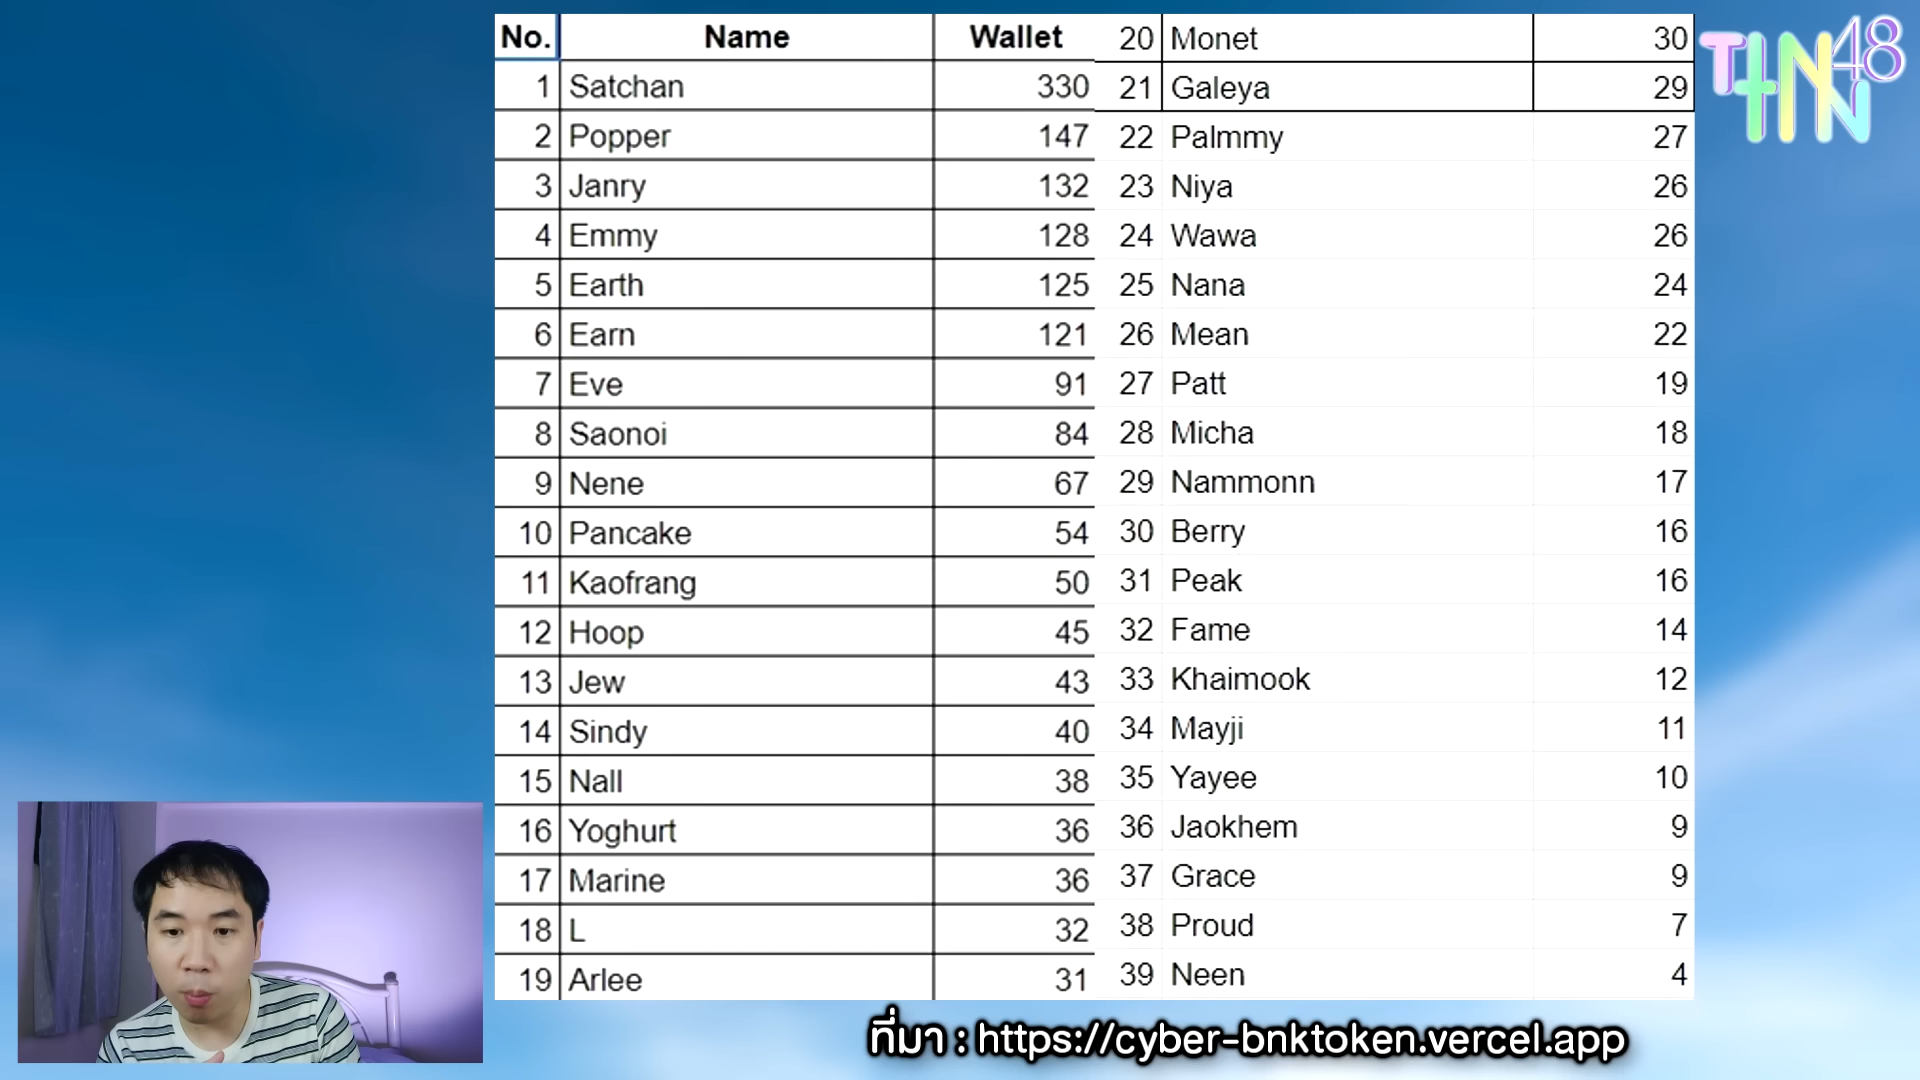 No. Name Wallet
1 Satchan 330
2 Popper 147
3 Janry 132
4 Emmy 128
5 Earth 125
6 Earn 121
7 Eve 91
8 Saonoi 84
9 Nene 67
10 Pancake 54
11 Kaofrang 50
12 Hoop 45
13 Jew 43
14 Sindy 40
15 Nall 38
16 Yoghurt 36
17 Marine 36
18 L 32
19 Arlee 31
20 Monet 30
21 Galeya 29
22 Palmmy 27
23 Niya 26
24 Wawa 26
25 Nana 24
26 Mean 22
27 Patt 19
28 Micha 18
29 Nammonn 17
30 Berry 16
31 Peak 16
32 Fame 14
33 Khaimook 12
34 Mayji 11
35 Yayee 10
36 Jaokhem 9
37 Grace 9
38 Proud 7
39 Neen 4
ที่มา : https://cyber-bnktoken.vercel.app